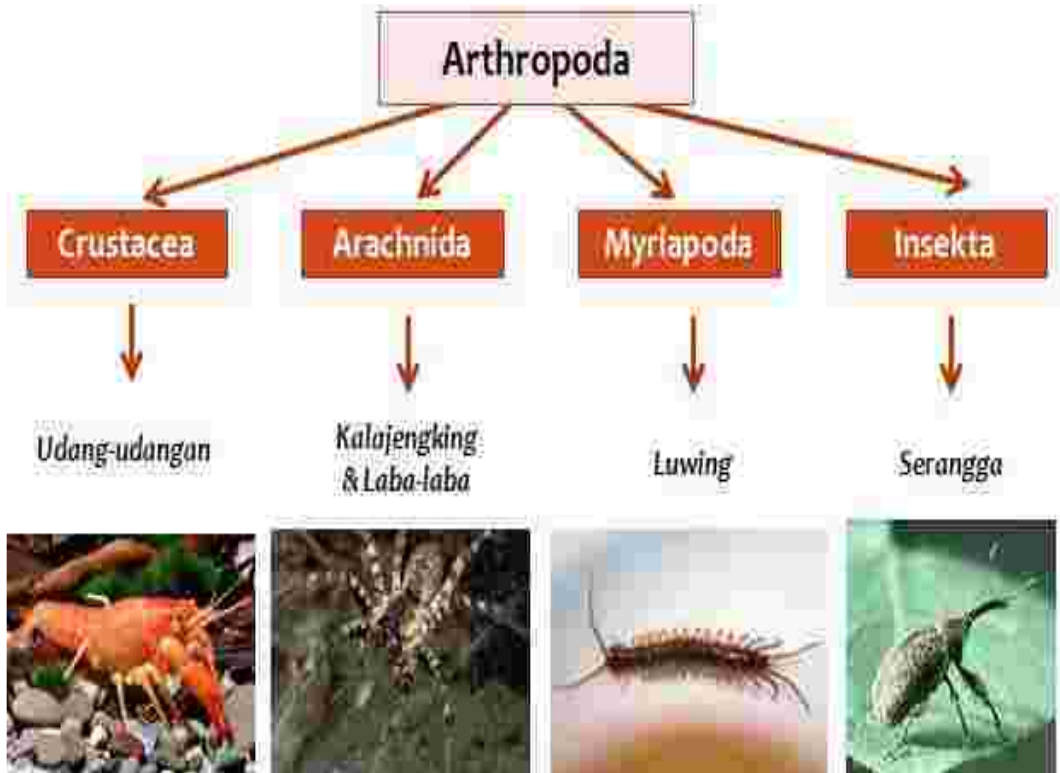 Arthropoda
Crustacea
Arachnida
Myriapoda
Insekta
Udang-udangan
Kalajengking
& Laba-laba
Luwing
Serangga